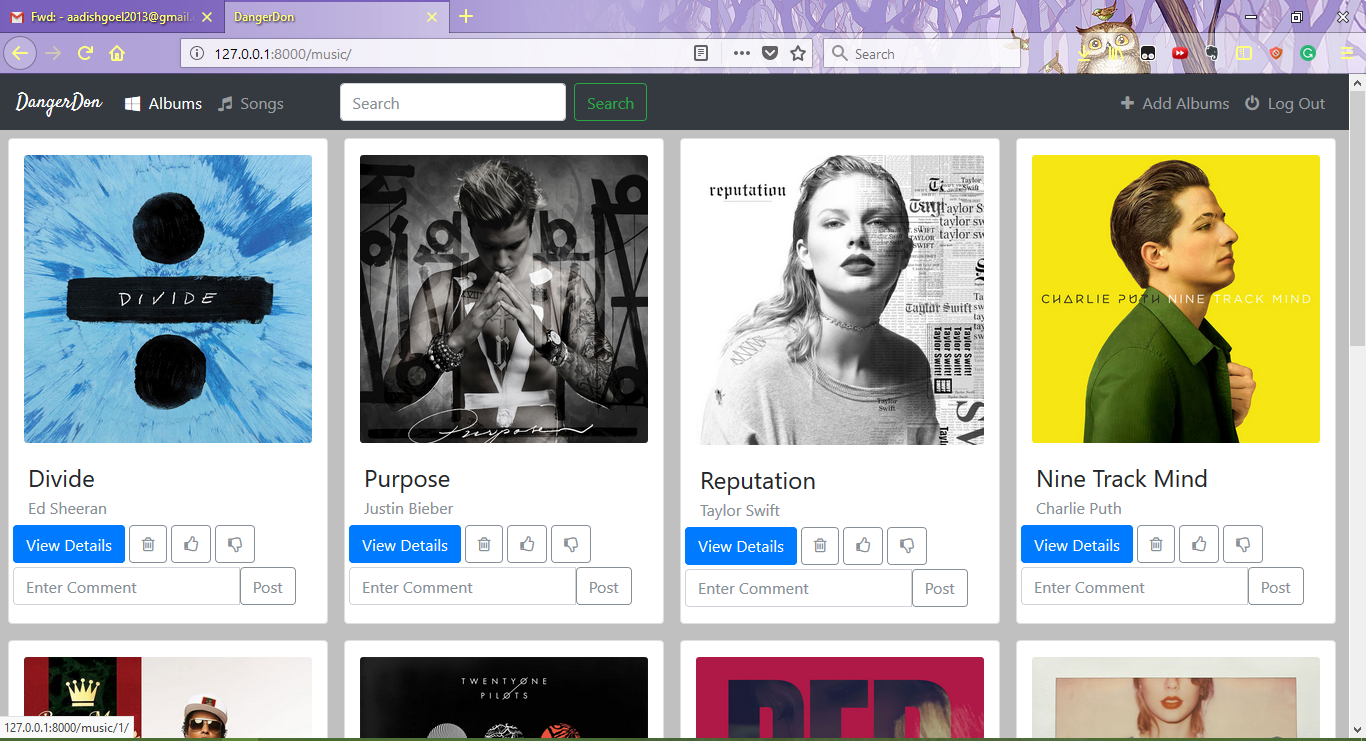 Fwd: - aadishgoel2013@gmail.
DangerDon
127.0.0.1:8000/music/
Search
DangerDon
Albums
Songs
Search
Search
Add Albums
Log Out
DIVIDE
Purpose
reputation
Taylor Swift
Taylor Swift
CHARLIE PUTH NINE TRACK MIND
Divide
Ed Sheeran
View Details
Enter Comment
Post
Purpose
Justin Bieber
View Details
Enter Comment
Post
Reputation
Taylor Swift
View Details
Enter Comment
Post
Nine Track Mind
Charlie Puth
View Details
Enter Comment
Post
TWENTY ONE
PILOTS
RED
127.0.0.1:8000/music/1/